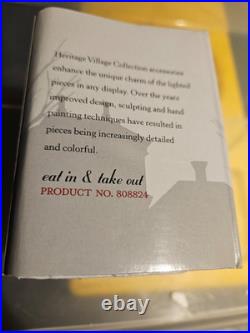 Heritage Village Collection accessories
enhance the unique charm of the lighted
pieces in any display. Over the years
improved design, sculpting and hand
painting techniques have resulted in
pieces being increasingly detailed
and colorful.
eat in & take out
PRODUCT NO. 808824